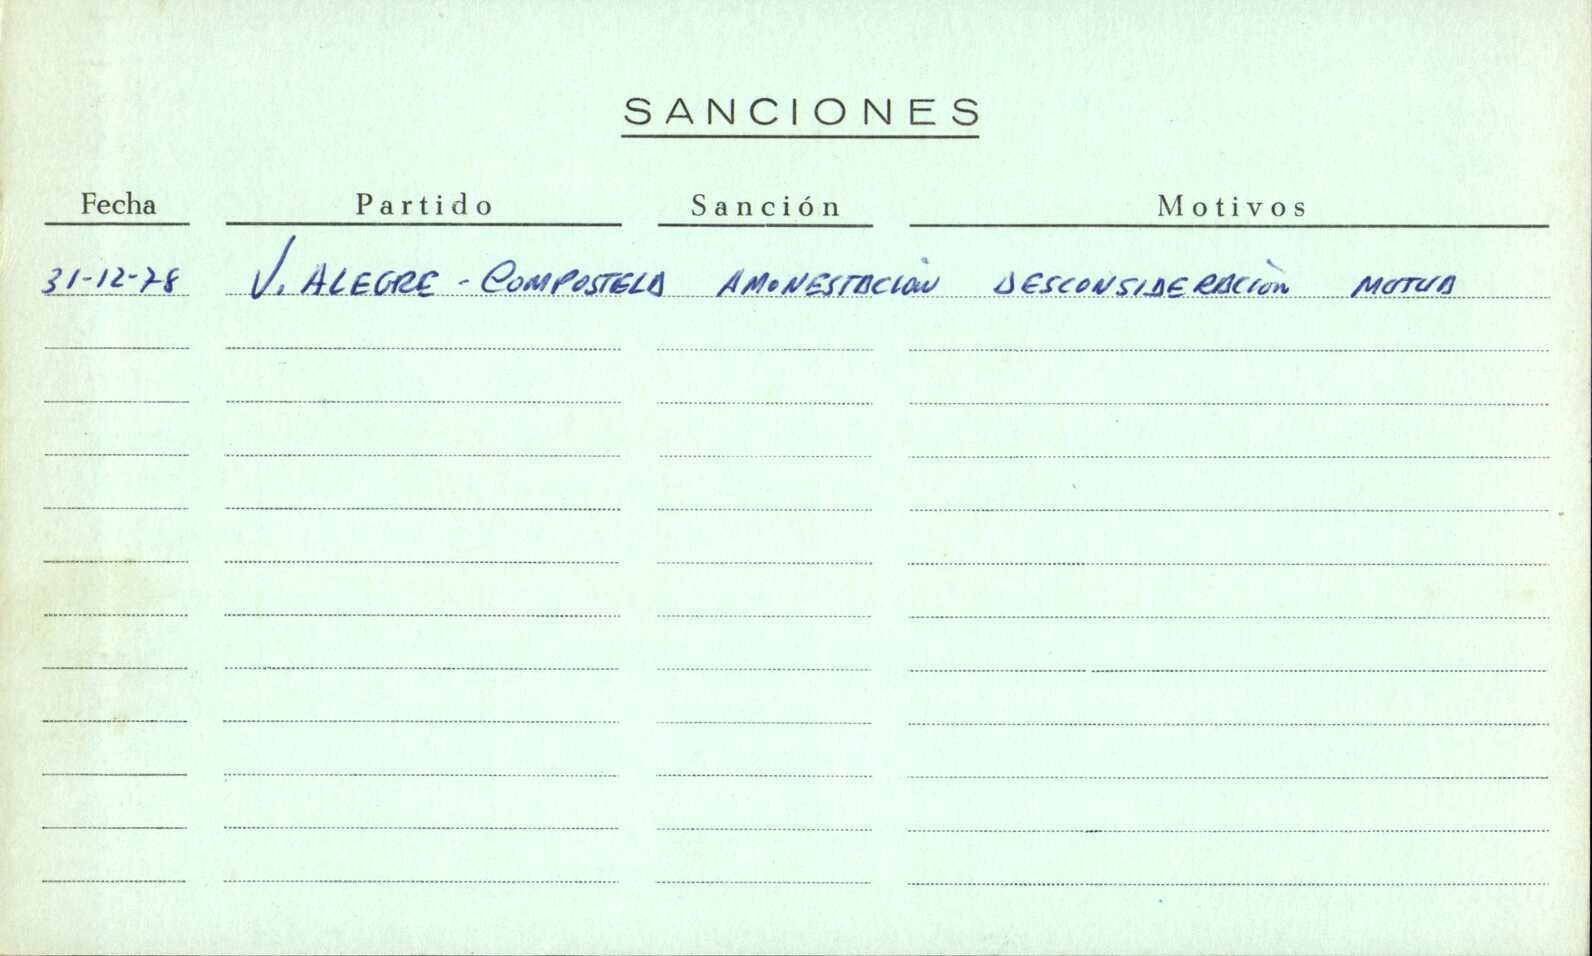 SANCIONES
Fecha Partido Sanción Motivos
31-12-78 V. ALEGRE - COMPOSTELA AMONESTACIÓN DESCONSIDERACIÓN MUTUA